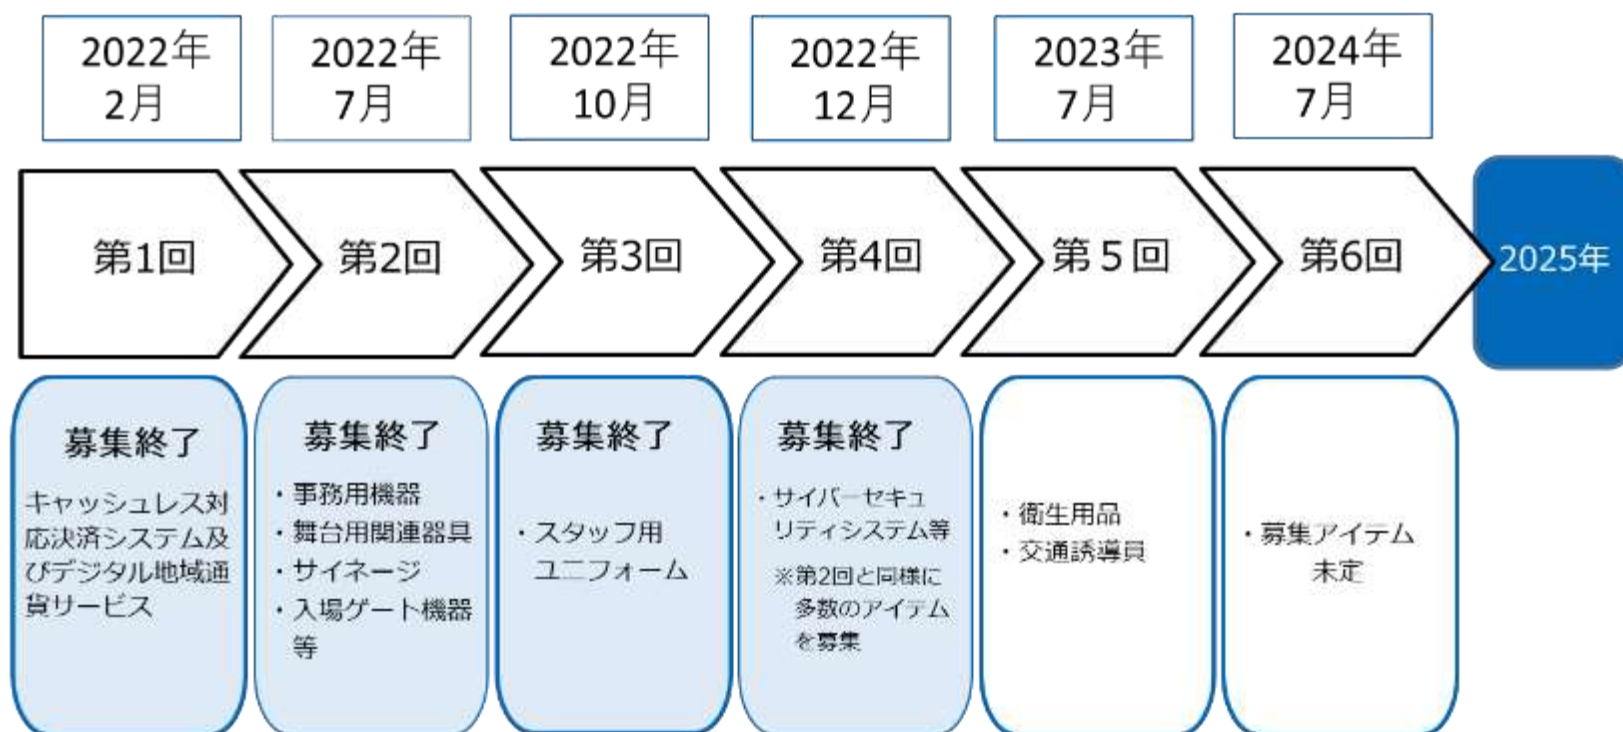 2022年
2月
2022年
7月
2022年
10月
2022年
12月
2023年
7月
2024年
7月
第1回
第2回
第3回
第4回
第５回
第6回
2025年
募集終了
キャッシュレス対
応決済システム及
びデジタル地域通
貨サービス
募集終了
・事務用機器
・舞台用関連器具
・サイネージ
・入場ゲート機器
等
募集終了
・スタッフ用
ユニフォーム
募集終了
・サイバーセキュ
リティシステム等
※第2回と同様に
多数のアイテム
を募集
・衛生用品
・交通誘導員
・募集アイテム
未定